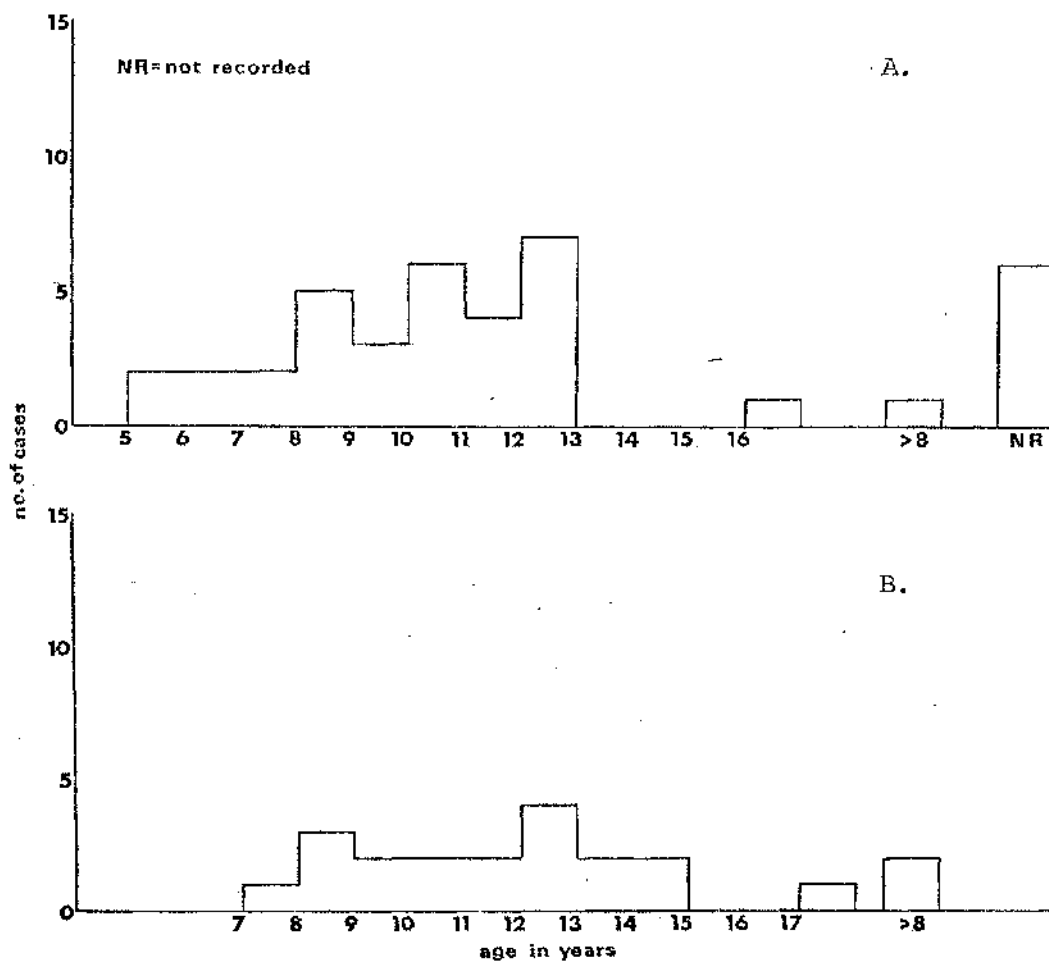 15
NR=not recorded
A.
10
5
0
5 6 7 8 9 10 11 12 13 14 15 16 >8 NR
no. of cases
15
B.
10
5
0
7 8 9 10 11 12 13 14 15 16 17 >8
age in years